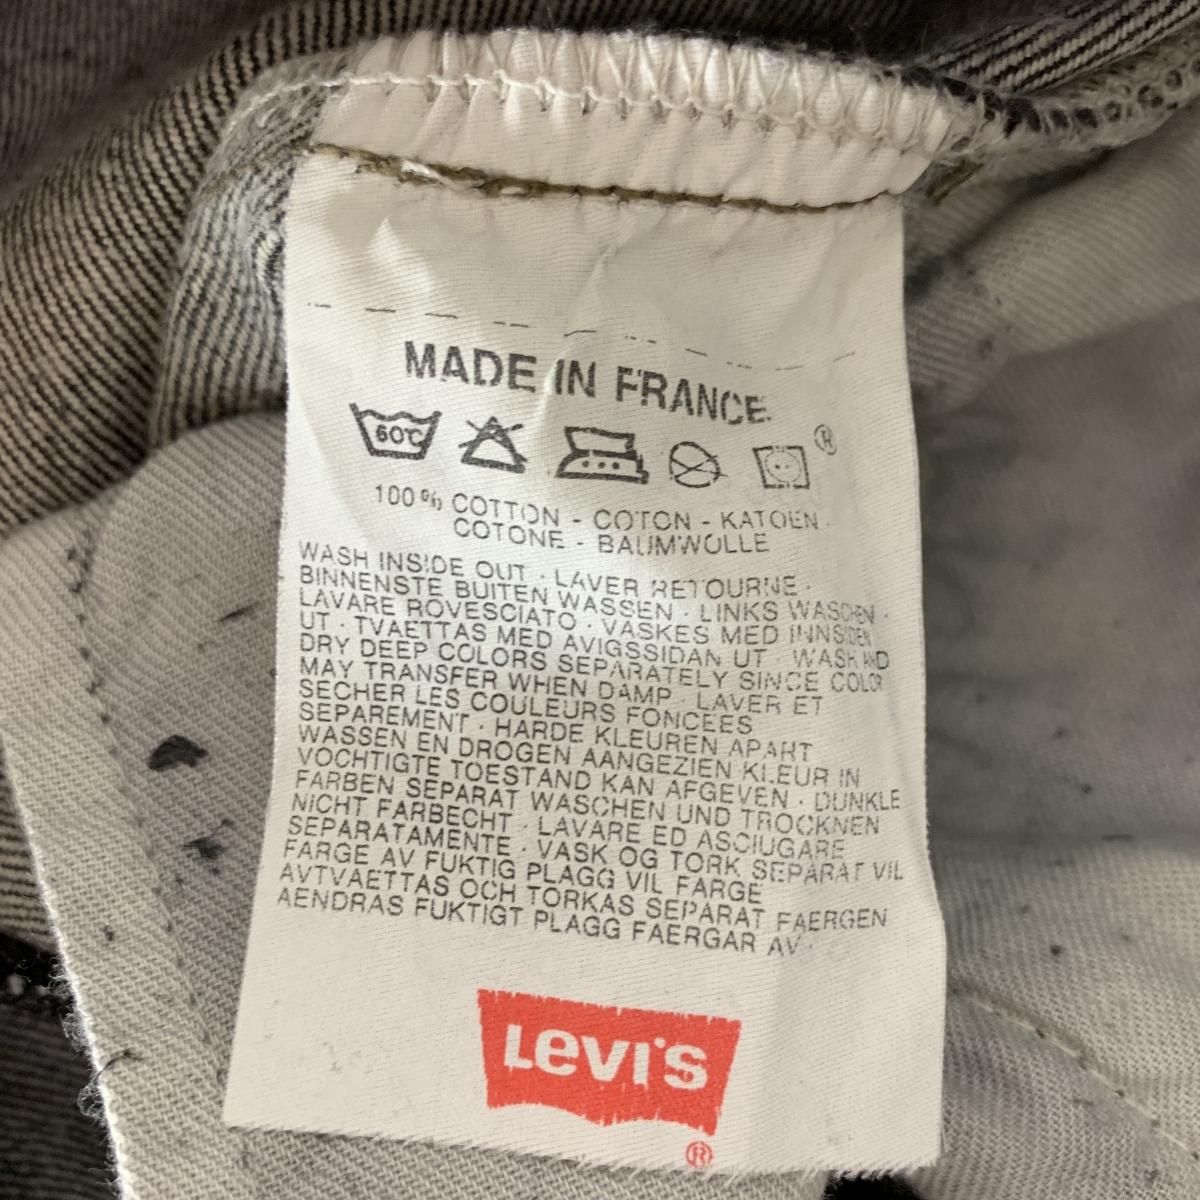 MADE IN FRANCE
60°C ®
100% COTTON - COTON - KATOEN -
COTONE - BAUMWOLLE
WASH INSIDE OUT · LAVER RETOURNE ·
BINNENSTE BUITEN WASSEN · LINKS WASCHEN ·
LAVARE ROVESCIATO · VASKES MED INNSIDEN
UT · TVAETTAS MED AVIGSSIDAN UT · WASH AND
DRY DEEP COLORS SEPARATELY SINCE COLOR
MAY TRANSFER WHEN DAMP · LAVER ET
SECHER LES COULEURS FONCEES
SEPAREMENT · HARDE KLEUREN APART
WASSEN EN DROGEN AANGEZIEN KLEUR IN
VOCHTIGTE TOESTAND KAN AFGEVEN · DUNKLE
FARBEN SEPARAT WASCHEN UND TROCKNEN
NICHT FARBECHT · LAVARE ED ASCIUGARE
SEPARATAMENTE · VASK OG TORK SEPARAT VIL
FARGE AV FUKTIG PLAGG VIL FARGE
AVTVAETTAS OCH TORKAS SEPARAT FAERGEN
AENDRAS FUKTIGT PLAGG FAERGAR AV ·
Levi's
®